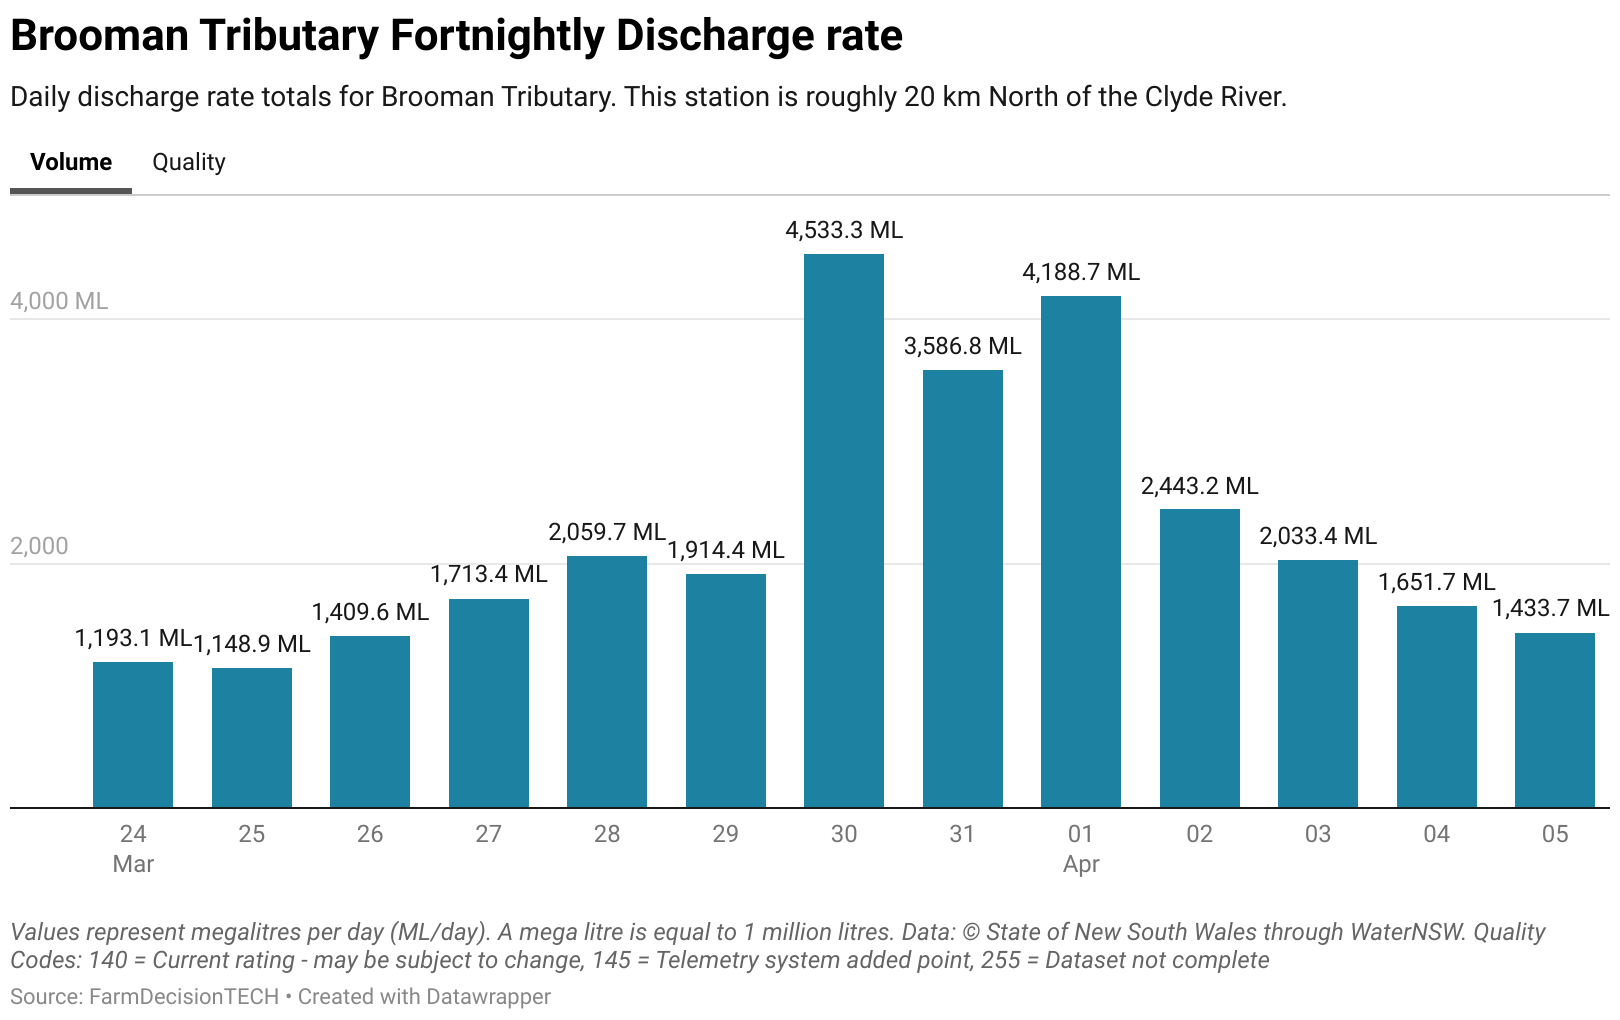 Brooman Tributary Fortnightly Discharge rate
Daily discharge rate totals for Brooman Tributary. This station is roughly 20 km North of the Clyde River.
Volume Quality
4,533.3 ML
4,188.7 ML
4,000 ML
3,586.8 ML
2,443.2 ML
2,059.7 ML
2,033.4 ML
2,000
1,914.4 ML
1,713.4 ML
1,651.7 ML
1,409.6 ML
1,433.7 ML
1,193.1 ML
1,148.9 ML
24 25 26 27 28 29 30 31 01 02 03 04 05
Mar Apr
Values represent megalitres per day (ML/day). A mega litre is equal to 1 million litres. Data: © State of New South Wales through WaterNSW. Quality
Codes: 140 = Current rating - may be subject to change, 145 = Telemetry system added point, 255 = Dataset not complete
Source: FarmDecisionTECH • Created with Datawrapper